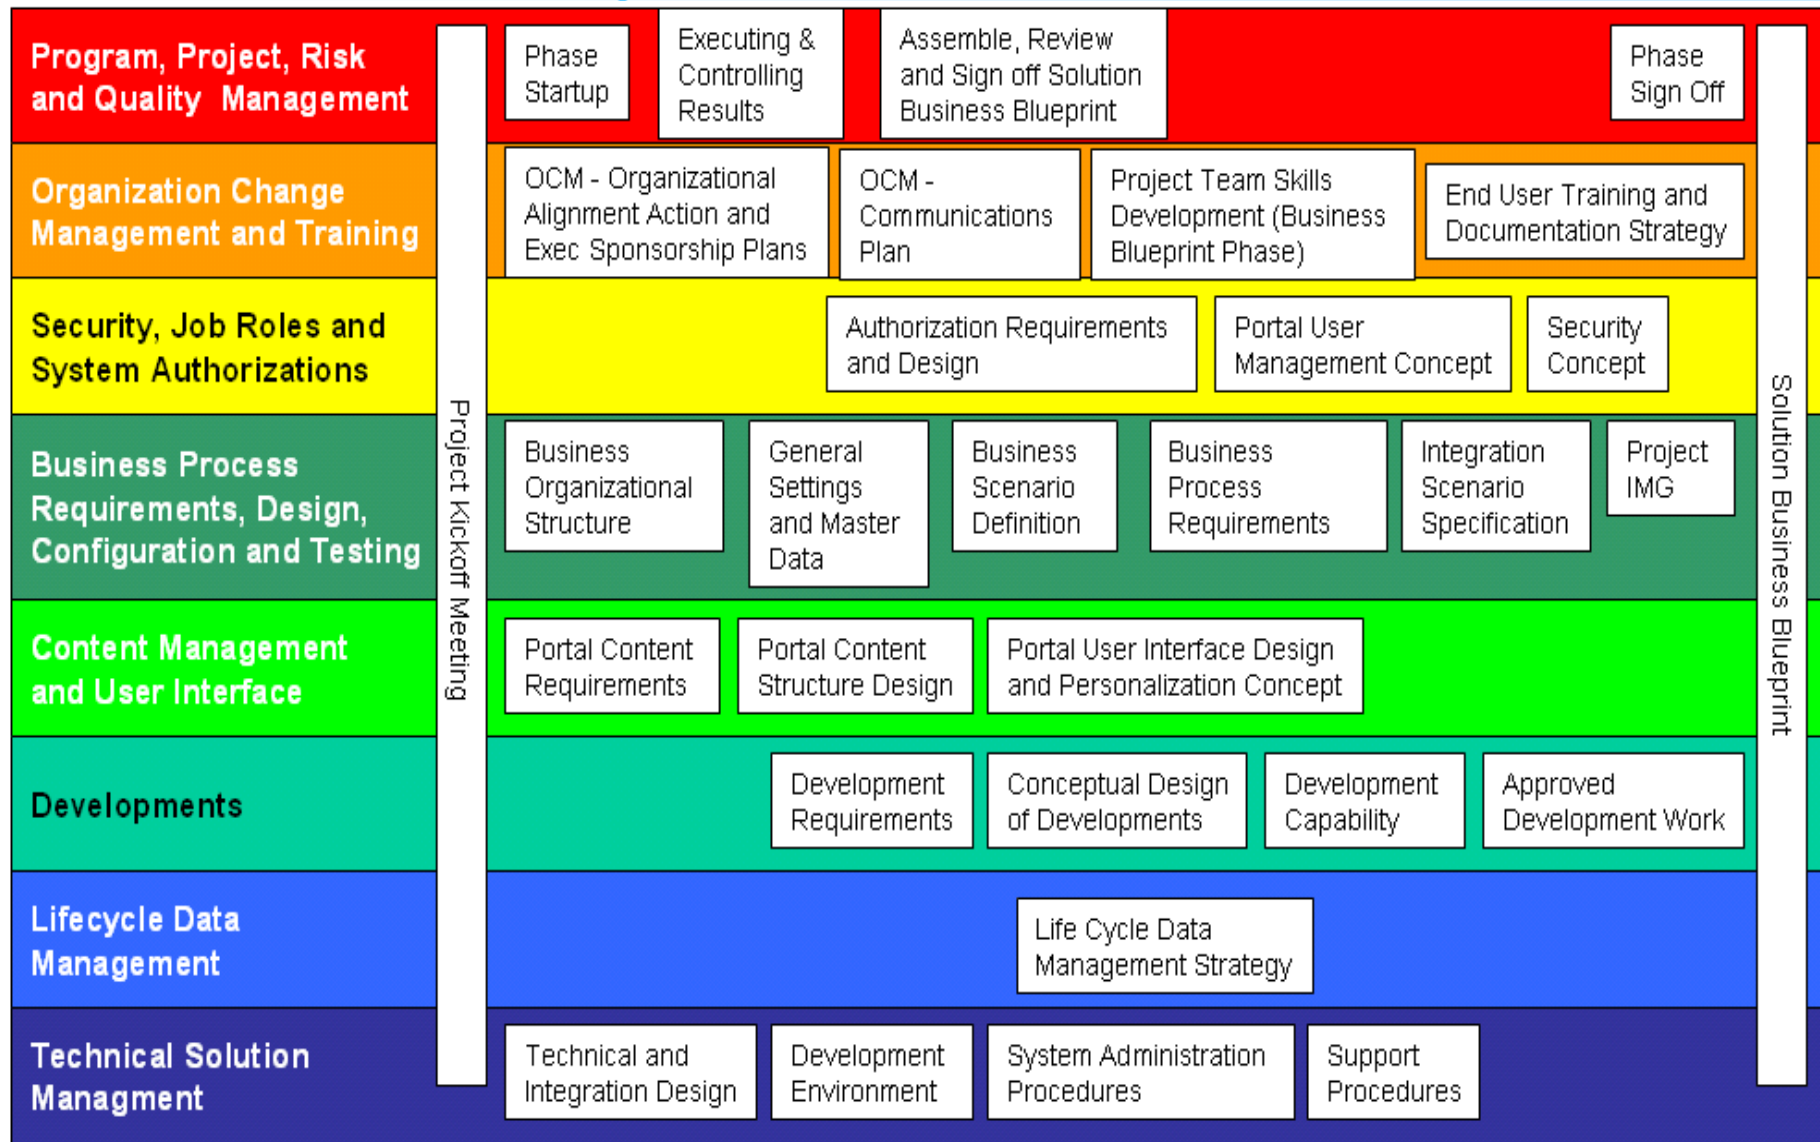 Program, Project, Risk
and Quality Management
Phase
Startup
Executing &
Controlling
Results
Assemble, Review
and Sign off Solution
Business Blueprint
Phase
Sign Off
Organization Change
Management and Training
OCM - Organizational
Alignment Action and
Exec Sponsorship Plans
OCM -
Communications
Plan
Project Team Skills
Development (Business
Blueprint Phase)
End User Training and
Documentation Strategy
Security, Job Roles and
System Authorizations
Authorization Requirements
and Design
Portal User
Management Concept
Security
Concept
Project Kickoff Meeting
Solution Business Blueprint
Business Process
Requirements, Design,
Configuration and Testing
Business
Organizational
Structure
General
Settings
and Master
Data
Business
Scenario
Definition
Business
Process
Requirements
Integration
Scenario
Specification
Project
IMG
Content Management
and User Interface
Portal Content
Requirements
Portal Content
Structure Design
Portal User Interface Design
and Personalization Concept
Developments
Development
Requirements
Conceptual Design
of Developments
Development
Capability
Approved
Development Work
Lifecycle Data
Management
Life Cycle Data
Management Strategy
Technical Solution
Managment
Technical and
Integration Design
Development
Environment
System Administration
Procedures
Support
Procedures